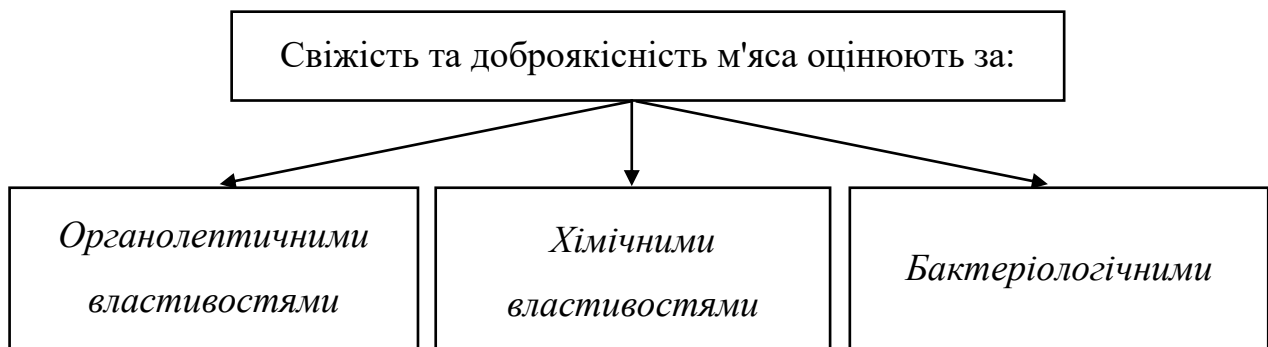 Свіжість та доброякісність м'яса оцінюють за:
Органолептичними
властивостями
Хімічними
властивостями
Бактеріологічними